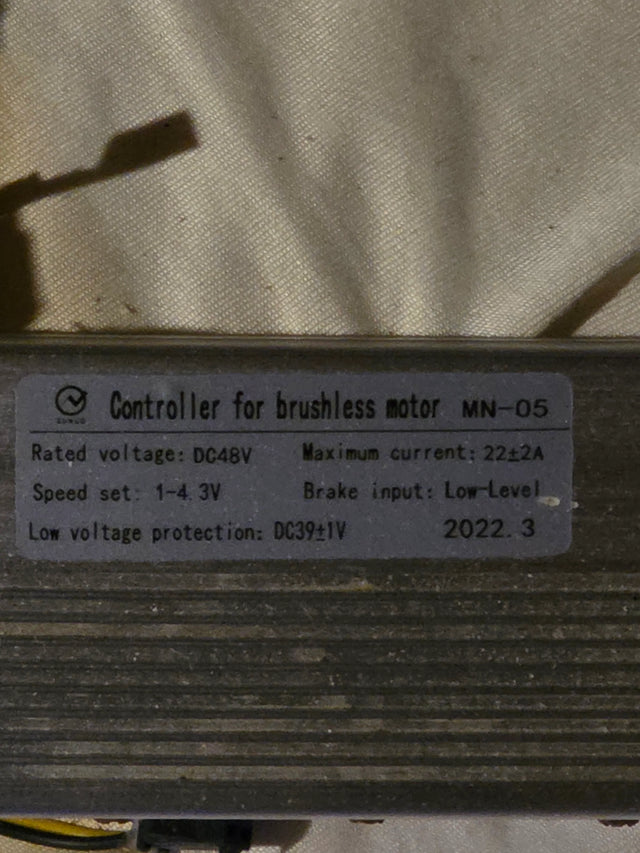 Controller for brushless motor MN-05
Rated voltage: DC48V Maximum current: 22±2A
Speed set: 1-4.3V Brake input: Low-Level
Low voltage protection: DC39±1V 2022.3